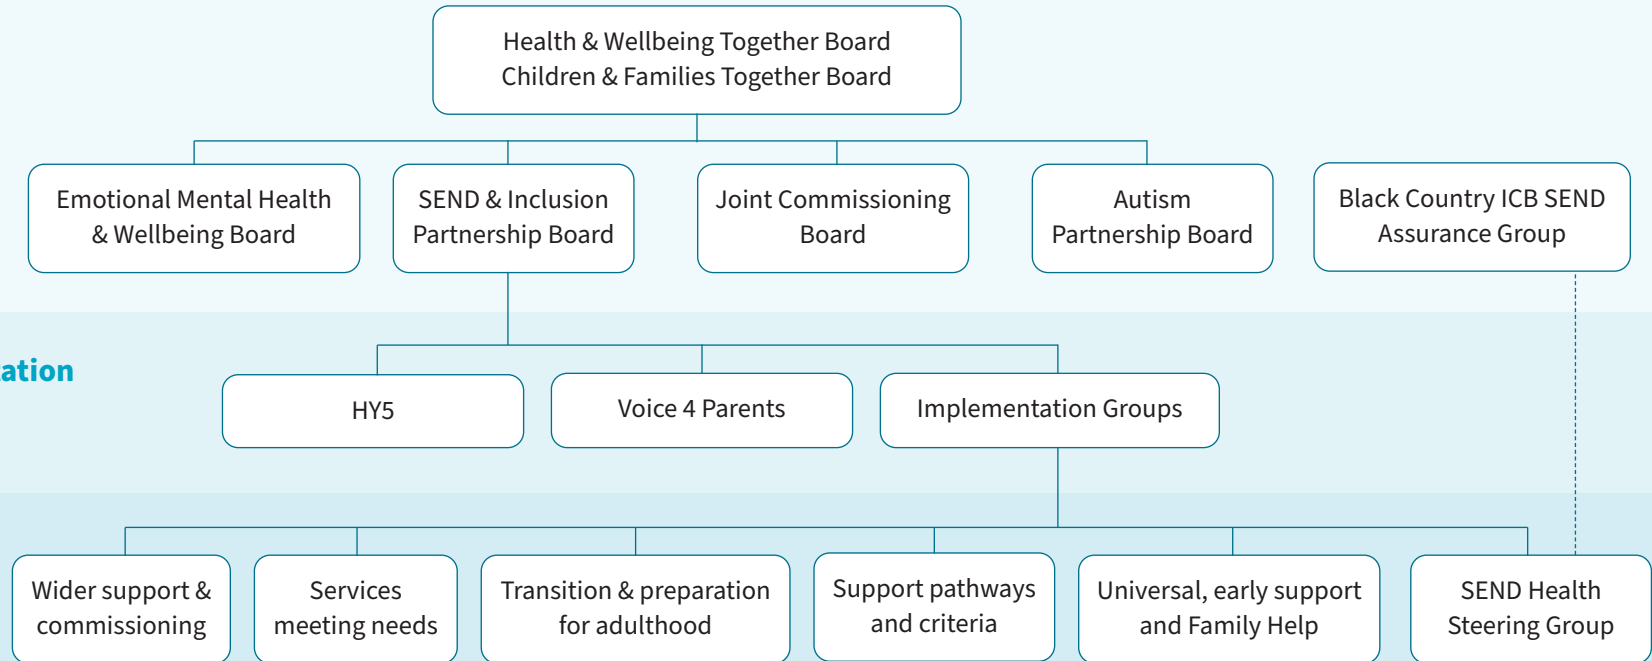 Health & Wellbeing Together Board
Children & Families Together Board
Emotional Mental Health
& Wellbeing Board
SEND & Inclusion
Partnership Board
Joint Commissioning
Board
Autism
Partnership Board
Black Country ICB SEND
Assurance Group
ation
HY5
Voice 4 Parents
Implementation Groups
Wider support &
commissioning
Services
meeting needs
Transition & preparation
for adulthood
Support pathways
and criteria
Universal, early support
and Family Help
SEND Health
Steering Group